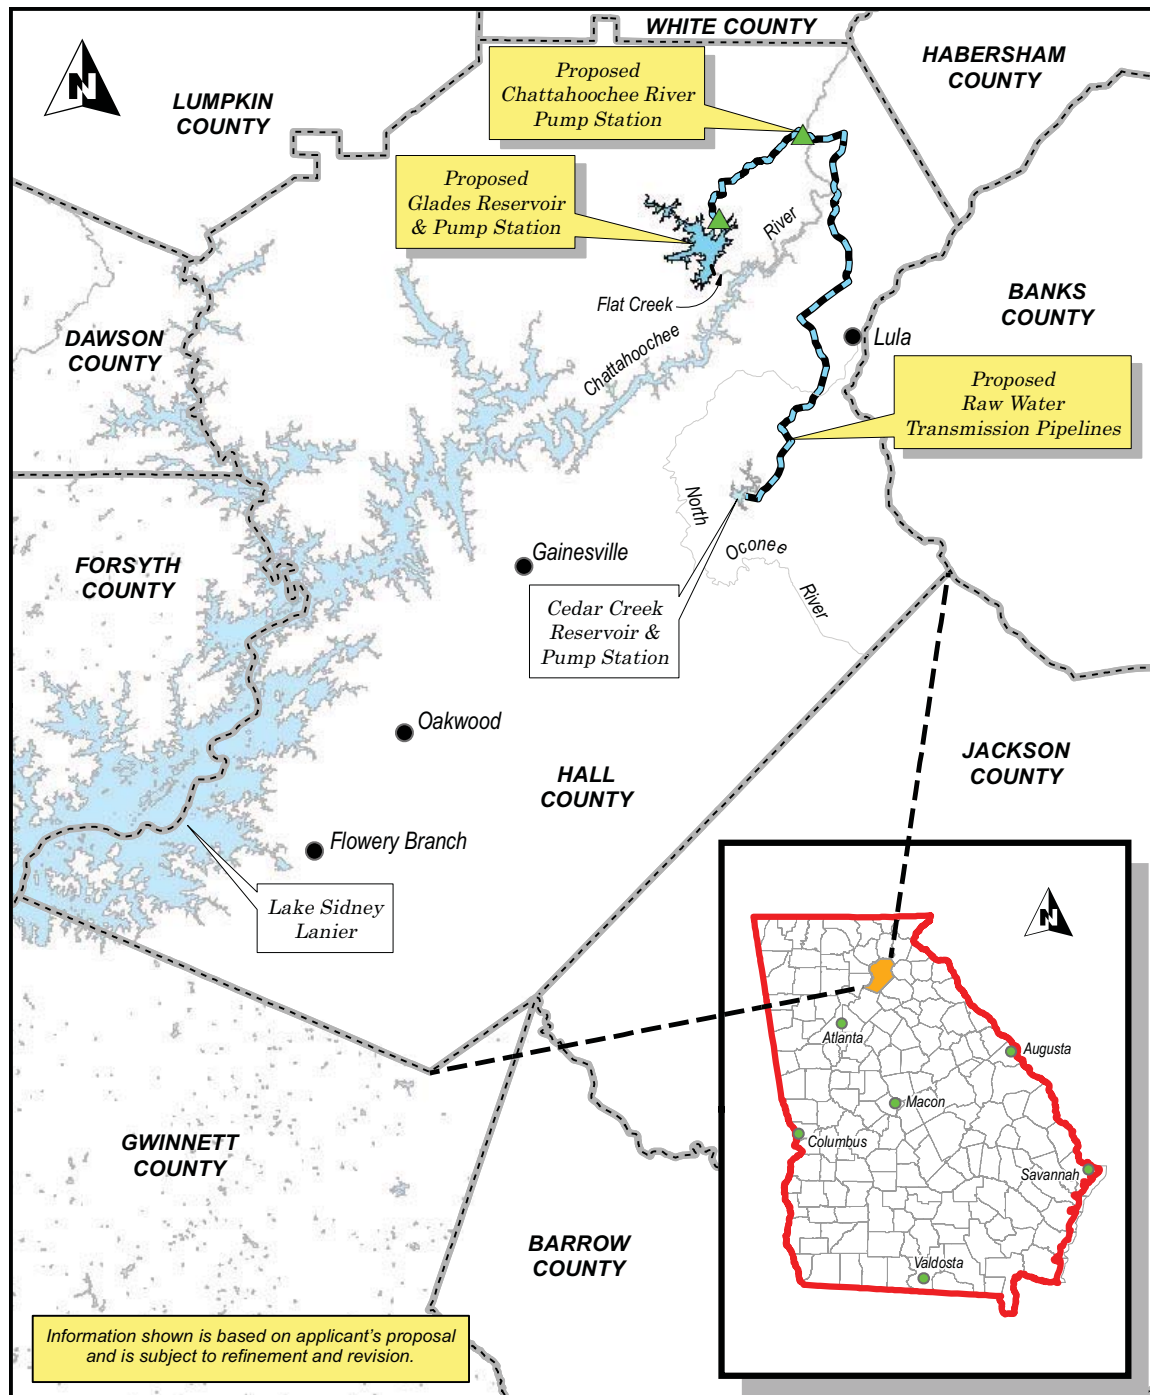 WHITE COUNTY
HABERSHAM
COUNTY
N
LUMPKIN
COUNTY
Proposed
Chattahoochee River
Pump Station
Proposed
Glades Reservoir
& Pump Station
River
Flat Creek
Chattahoochee
BANKS
COUNTY
DAWSON
COUNTY
Lula
Proposed
Raw Water
Transmission Pipelines
North
Oconee
River
Gainesville
FORSYTH
COUNTY
Cedar Creek
Reservoir &
Pump Station
Oakwood
HALL
COUNTY
JACKSON
COUNTY
Flowery Branch
Lake Sidney
Lanier
N
Atlanta
Augusta
Macon
Columbus
Savannah
Valdosta
GWINNETT
COUNTY
BARROW
COUNTY
Information shown is based on applicant's proposal
and is subject to refinement and revision.